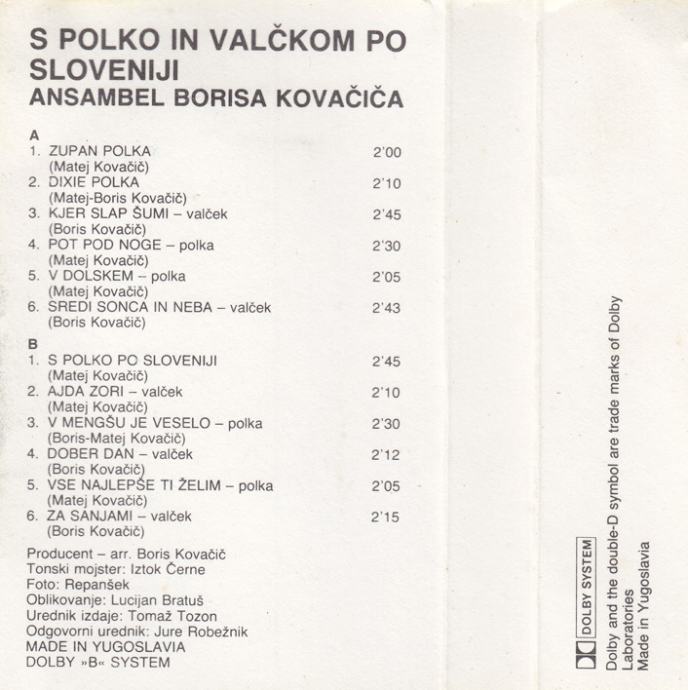 S POLKO IN VALČKOM PO
SLOVENIJI
ANSAMBEL BORISA KOVAČIČA
A
1. ZUPAN POLKA 2'00
(Matej Kovačič)
2. DIXIE POLKA 2'10
(Matej-Boris Kovačič)
3. KJER SLAP ŠUMI – valček 2'45
(Boris Kovačič)
4. POT POD NOGE – polka 2'30
(Matej Kovačič)
5. V DOLSKEM – polka 2'05
(Matej Kovačič)
6. SREDI SONCA IN NEBA – valček 2'43
(Boris Kovačič)
B
1. S POLKO PO SLOVENIJI 2'45
(Matej Kovačič)
2. AJDA ZORI – valček 2'10
(Matej Kovačič)
3. V MENGŠU JE VESELO – polka 2'30
(Boris-Matej Kovačič)
4. DOBER DAN – valček 2'12
(Boris Kovačič)
5. VSE NAJLEPŠE TI ŽELIM – polka 2'05
(Matej Kovačič)
6. ZA SANJAMI – valček 2'15
(Boris Kovačič)
Producent – arr. Boris Kovačič
Tonski mojster: Iztok Černe
Foto: Repanšek
Oblikovanje: Lucijan Bratuš
Urednik izdaje: Tomaž Tozon
Odgovorni urednik: Jure Robežnik
MADE IN YUGOSLAVIA
DOLBY »B« SYSTEM
DOLBY SYSTEM
Dolby and the double-D symbol are trade marks of Dolby
Laboratories
Made in Yugoslavia